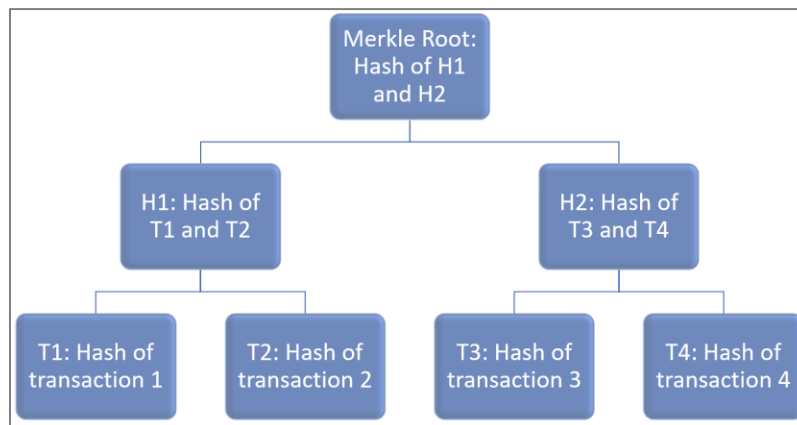 Merkle Root:
Hash of H1
and H2
H1: Hash of
T1 and T2
H2: Hash of
T3 and T4
T1: Hash of
transaction 1
T2: Hash of
transaction 2
T3: Hash of
transaction 3
T4: Hash of
transaction 4